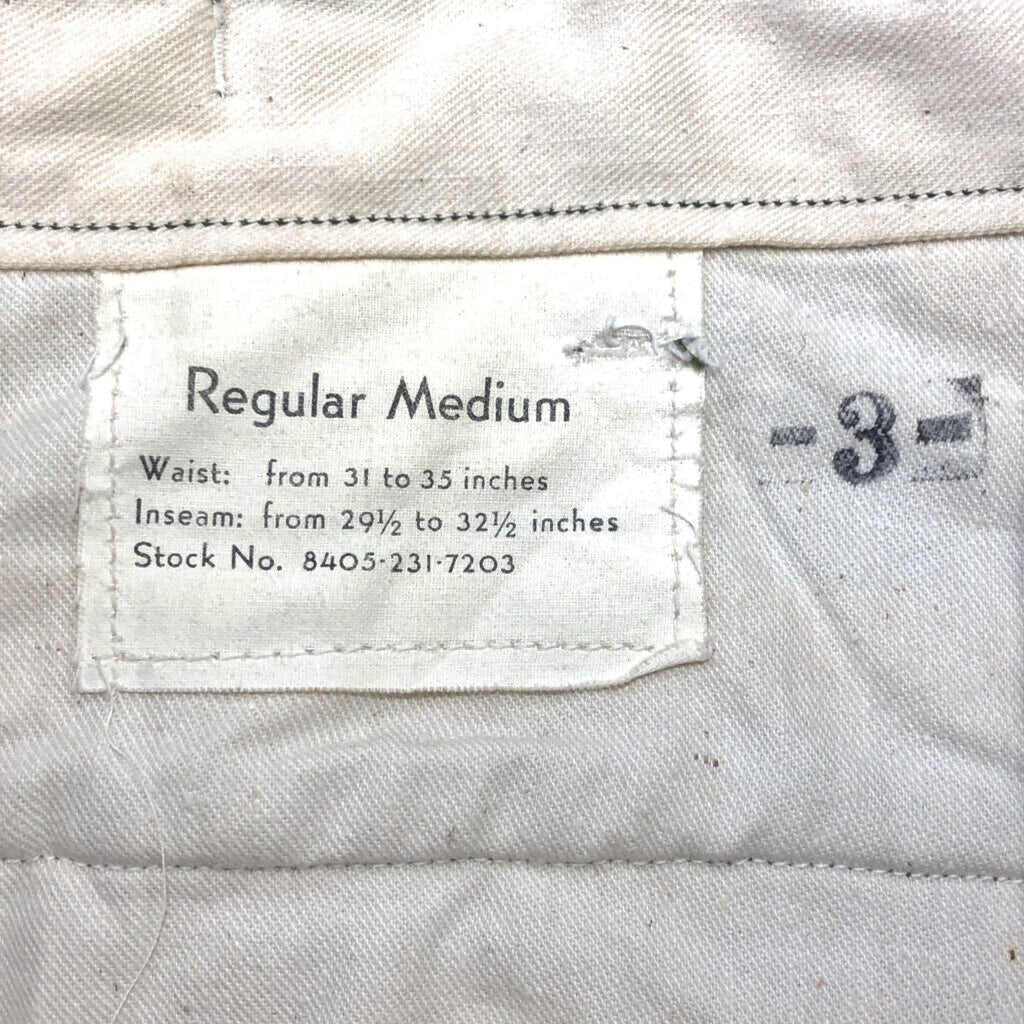 Regular Medium
Waist: from 31 to 35 inches
Inseam: from 29½ to 32½ inches
Stock No. 8405-231-7203
-3-